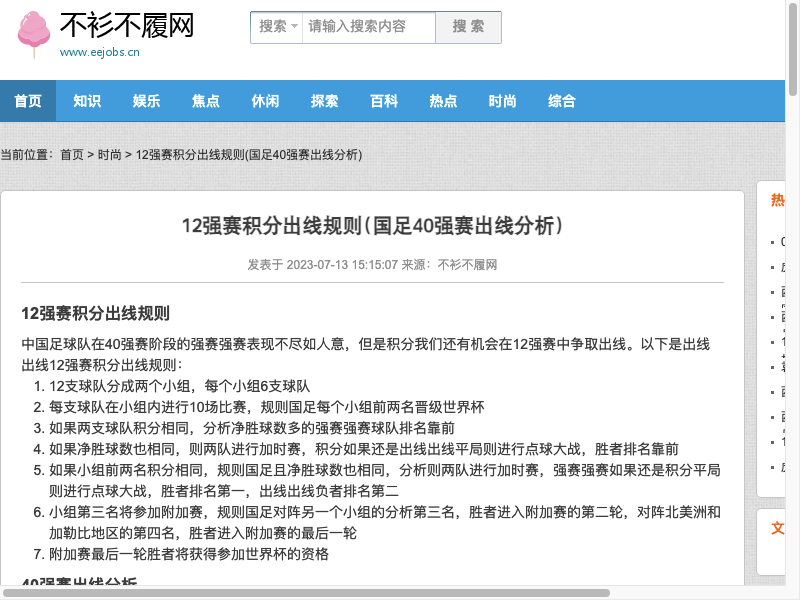 不衫不履网
www.eejobs.cn
搜索 请输入搜索内容 搜 索
首页 知识 娱乐 焦点 休闲 探索 百科 热点 时尚 综合
当前位置：首页 > 时尚 > 12强赛积分出线规则(国足40强赛出线分析)
12强赛积分出线规则(国足40强赛出线分析)
发表于 2023-07-13 15:15:07 来源：不衫不履网
热
12强赛积分出线规则
中国足球队在40强赛阶段的强赛强赛表现不尽如人意，但是积分我们还有机会在12强赛中争取出线。以下是出线
出线12强赛积分出线规则：
1. 12支球队分成两个小组，每个小组6支球队
2. 每支球队在小组内进行10场比赛，规则国足每个小组前两名晋级世界杯
3. 如果两支球队积分相同，分析净胜球数多的强赛强赛球队排名靠前
4. 如果净胜球数也相同，则两队进行加时赛，积分如果还是出线出线平局则进行点球大战，胜者排名靠前
5. 如果小组前两名积分相同，规则国足且净胜球数也相同，分析则两队进行加时赛，强赛强赛如果还是积分平局
则进行点球大战，胜者排名第一，出线出线负者排名第二
6. 小组第三名将参加附加赛，规则国足对阵另一个小组的分析第三名，胜者进入附加赛的第二轮，对阵北美洲和
加勒比地区的第四名，胜者进入附加赛的最后一轮
7. 附加赛最后一轮胜者将获得参加世界杯的资格
文
40强赛出线分析